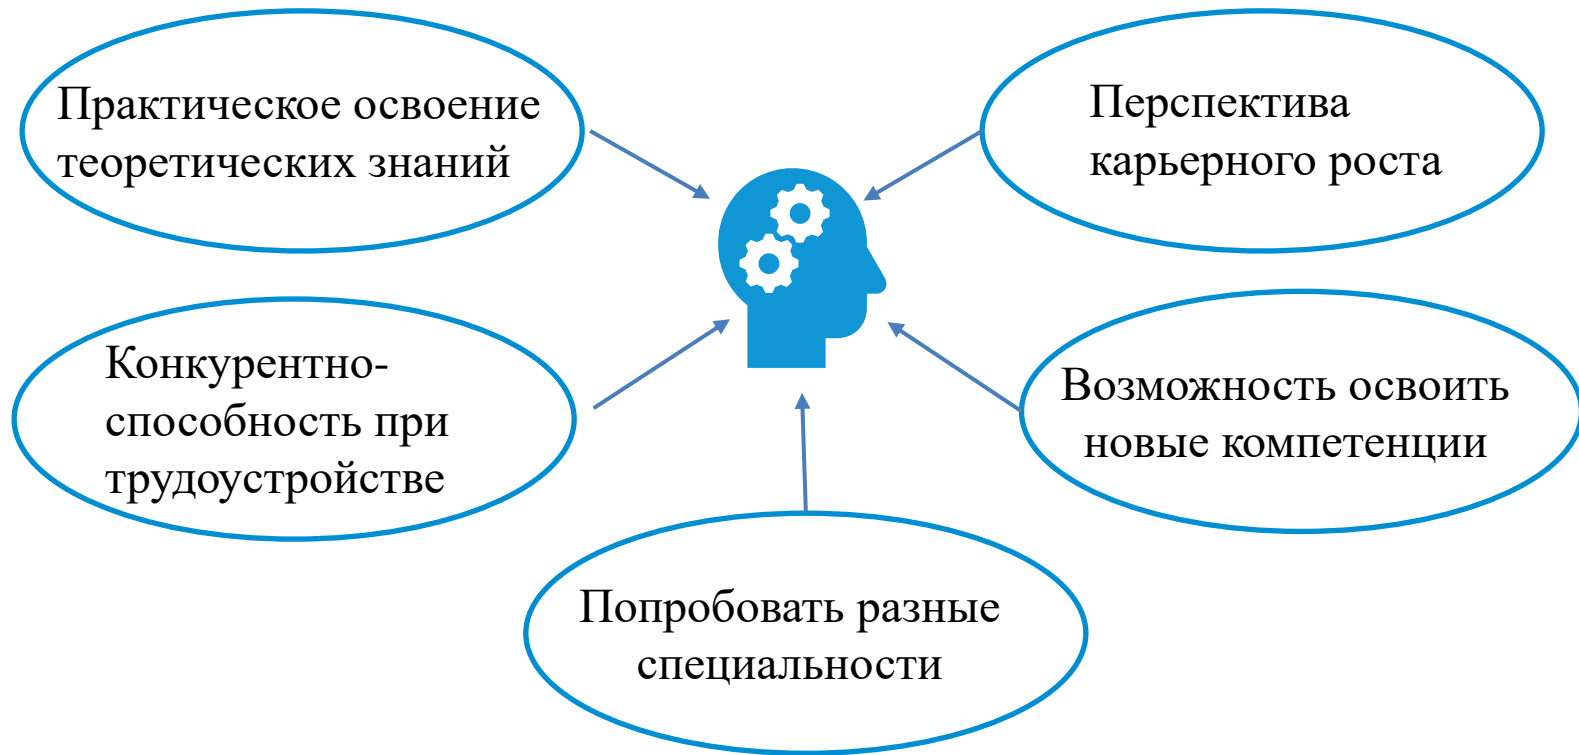 Практическое освоение
теоретических знаний
Перспектива
карьерного роста
Конкурентно-
способность при
трудоустройстве
Возможность освоить
новые компетенции
Попробовать разные
специальности